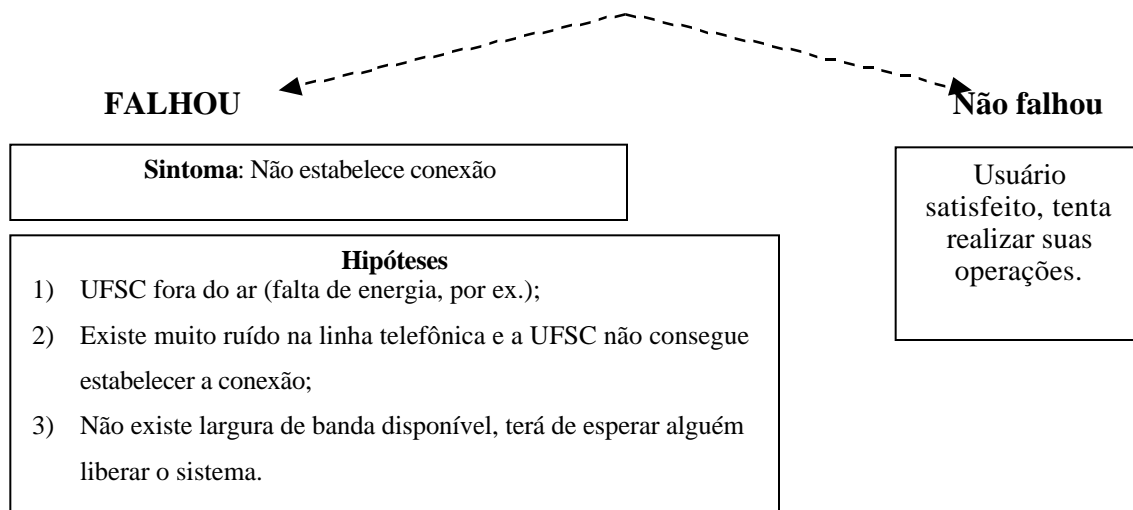 FALHOU
Não falhou
Sintoma: Não estabelece conexão
Usuário
satisfeito, tenta
realizar suas
operações.
Hipóteses
1) UFSC fora do ar (falta de energia, por ex.);
2) Existe muito ruído na linha telefônica e a UFSC não consegue
estabelecer a conexão;
3) Não existe largura de banda disponível, terá de esperar alguém
liberar o sistema.